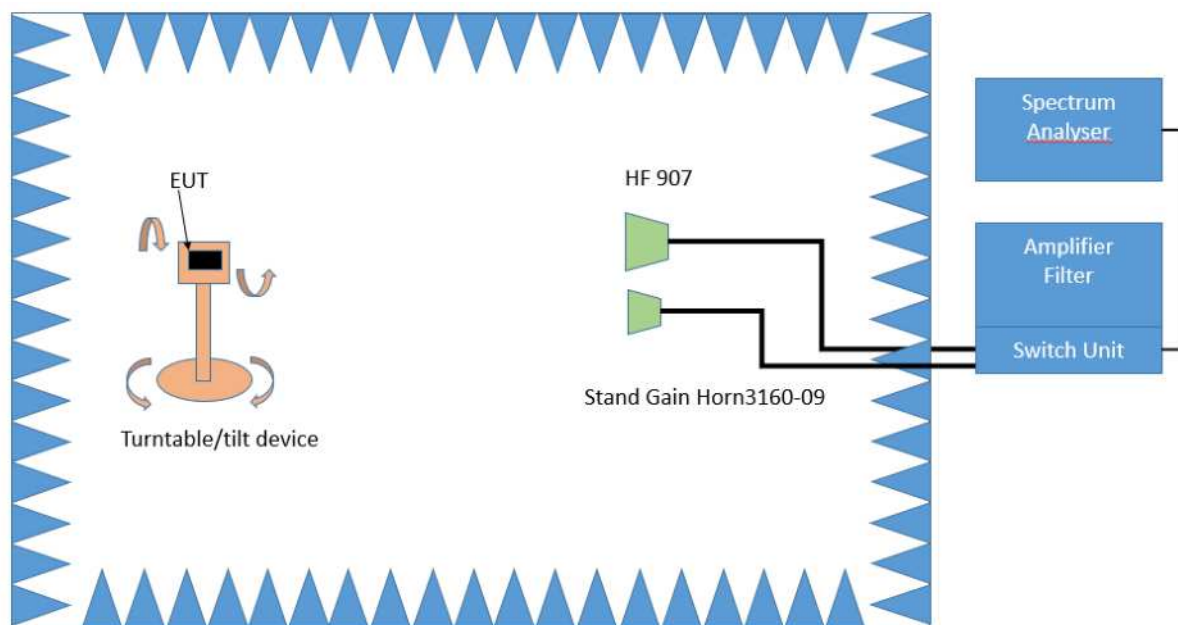 Spectrum
Analyser
EUT
HF 907
Amplifier
Filter
Switch Unit
Stand Gain Horn3160-09
Turntable/tilt device